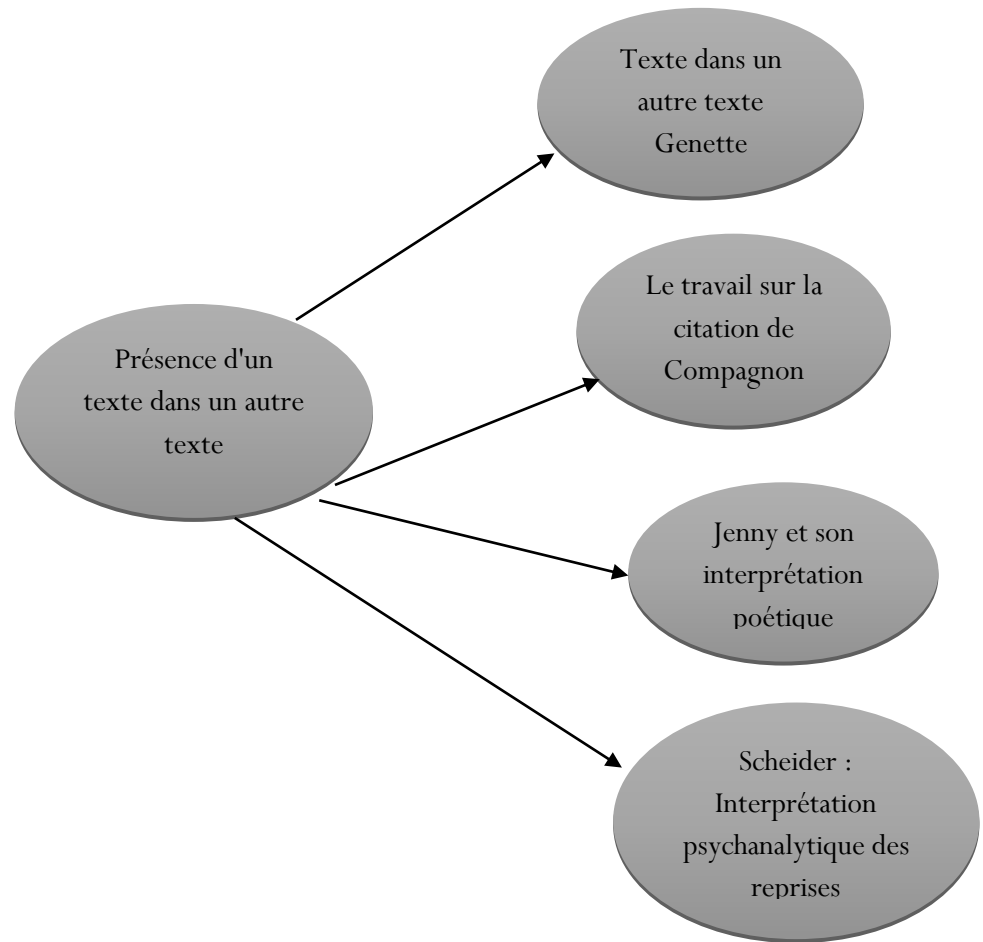 Texte dans un
autre texte
Genette
Le travail sur la
citation de
Compagnon
Présence d'un
texte dans un autre
texte
Jenny et son
interprétation
poétique
Scheider :
Interprétation
psychanalytique des
reprises